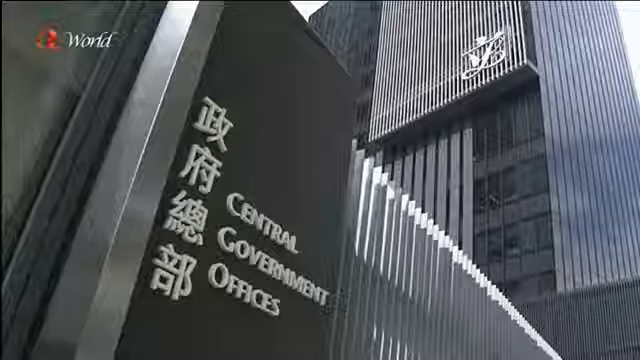 World
政府總部
CENTRAL
GOVERNMENT
OFFICES